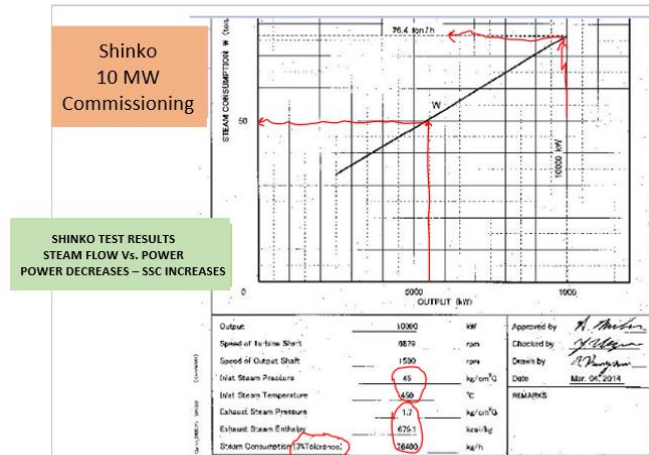 Shinko
10 MW
Commissioning
76.4 ton/h
STEAM CONSUMPTION W
50
W
10000 kW
SHINKO TEST RESULTS
STEAM FLOW Vs. POWER
POWER DECREASES – SSC INCREASES
0
5000
OUTPUT (kW)
Output 10000 kW
Speed of Turbine Shaft rpm
Speed of Output Shaft 1500 rpm
Inlet Steam Pressure 45 kg/cm²G
Inlet Steam Temperature 450 °C
Exhaust Steam Pressure 1.7 kg/cm²G
Exhaust Steam Enthalpy kcal/kg
Steam Consumption (3%Tolerance) 76400 kg/h
Approved by
Checked by
Drawn by
Date Mar. 04, 2014
REMARKS